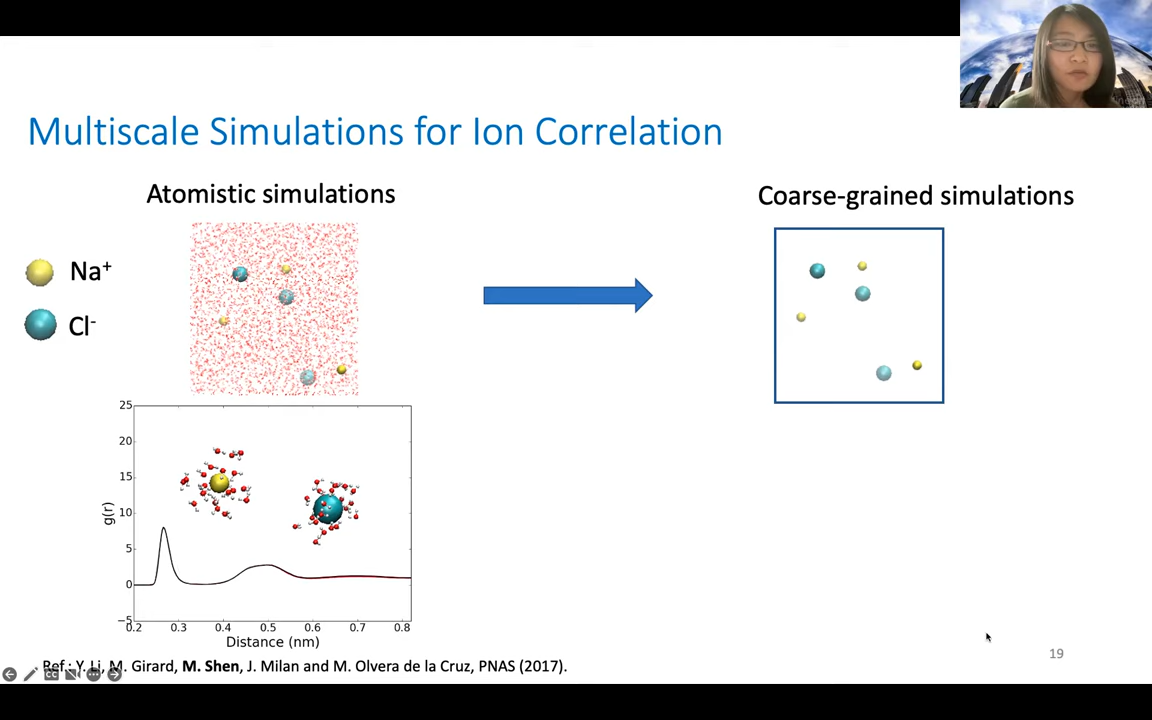 Multiscale Simulations for Ion Correlation
Atomistic simulations
Coarse-grained simulations
Na⁺
Cl⁻
25
20
15
10
5
0
−5
g(r)
0.2 0.3 0.4 0.5 0.6 0.7 0.8
Distance (nm)
Ref.: Y. Li, M. Girard, M. Shen, J. Milan and M. Olvera de la Cruz, PNAS (2017).
19
CC